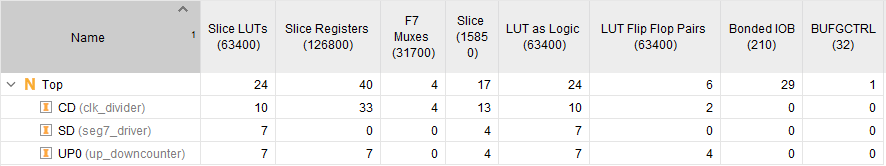 Name 1 Slice LUTs (63400) Slice Registers (126800) F7 Muxes (31700) Slice (15850) LUT as Logic (63400) LUT Flip Flop Pairs (63400) Bonded IOB (210) BUFGCTRL (32)
N Top 24 40 4 17 24 6 29 1
I CD (clk_divider) 10 33 4 13 10 2 0 0
I SD (seg7_driver) 7 0 0 4 7 0 0 0
I UP0 (up_downcounter) 7 7 0 4 7 4 0 0